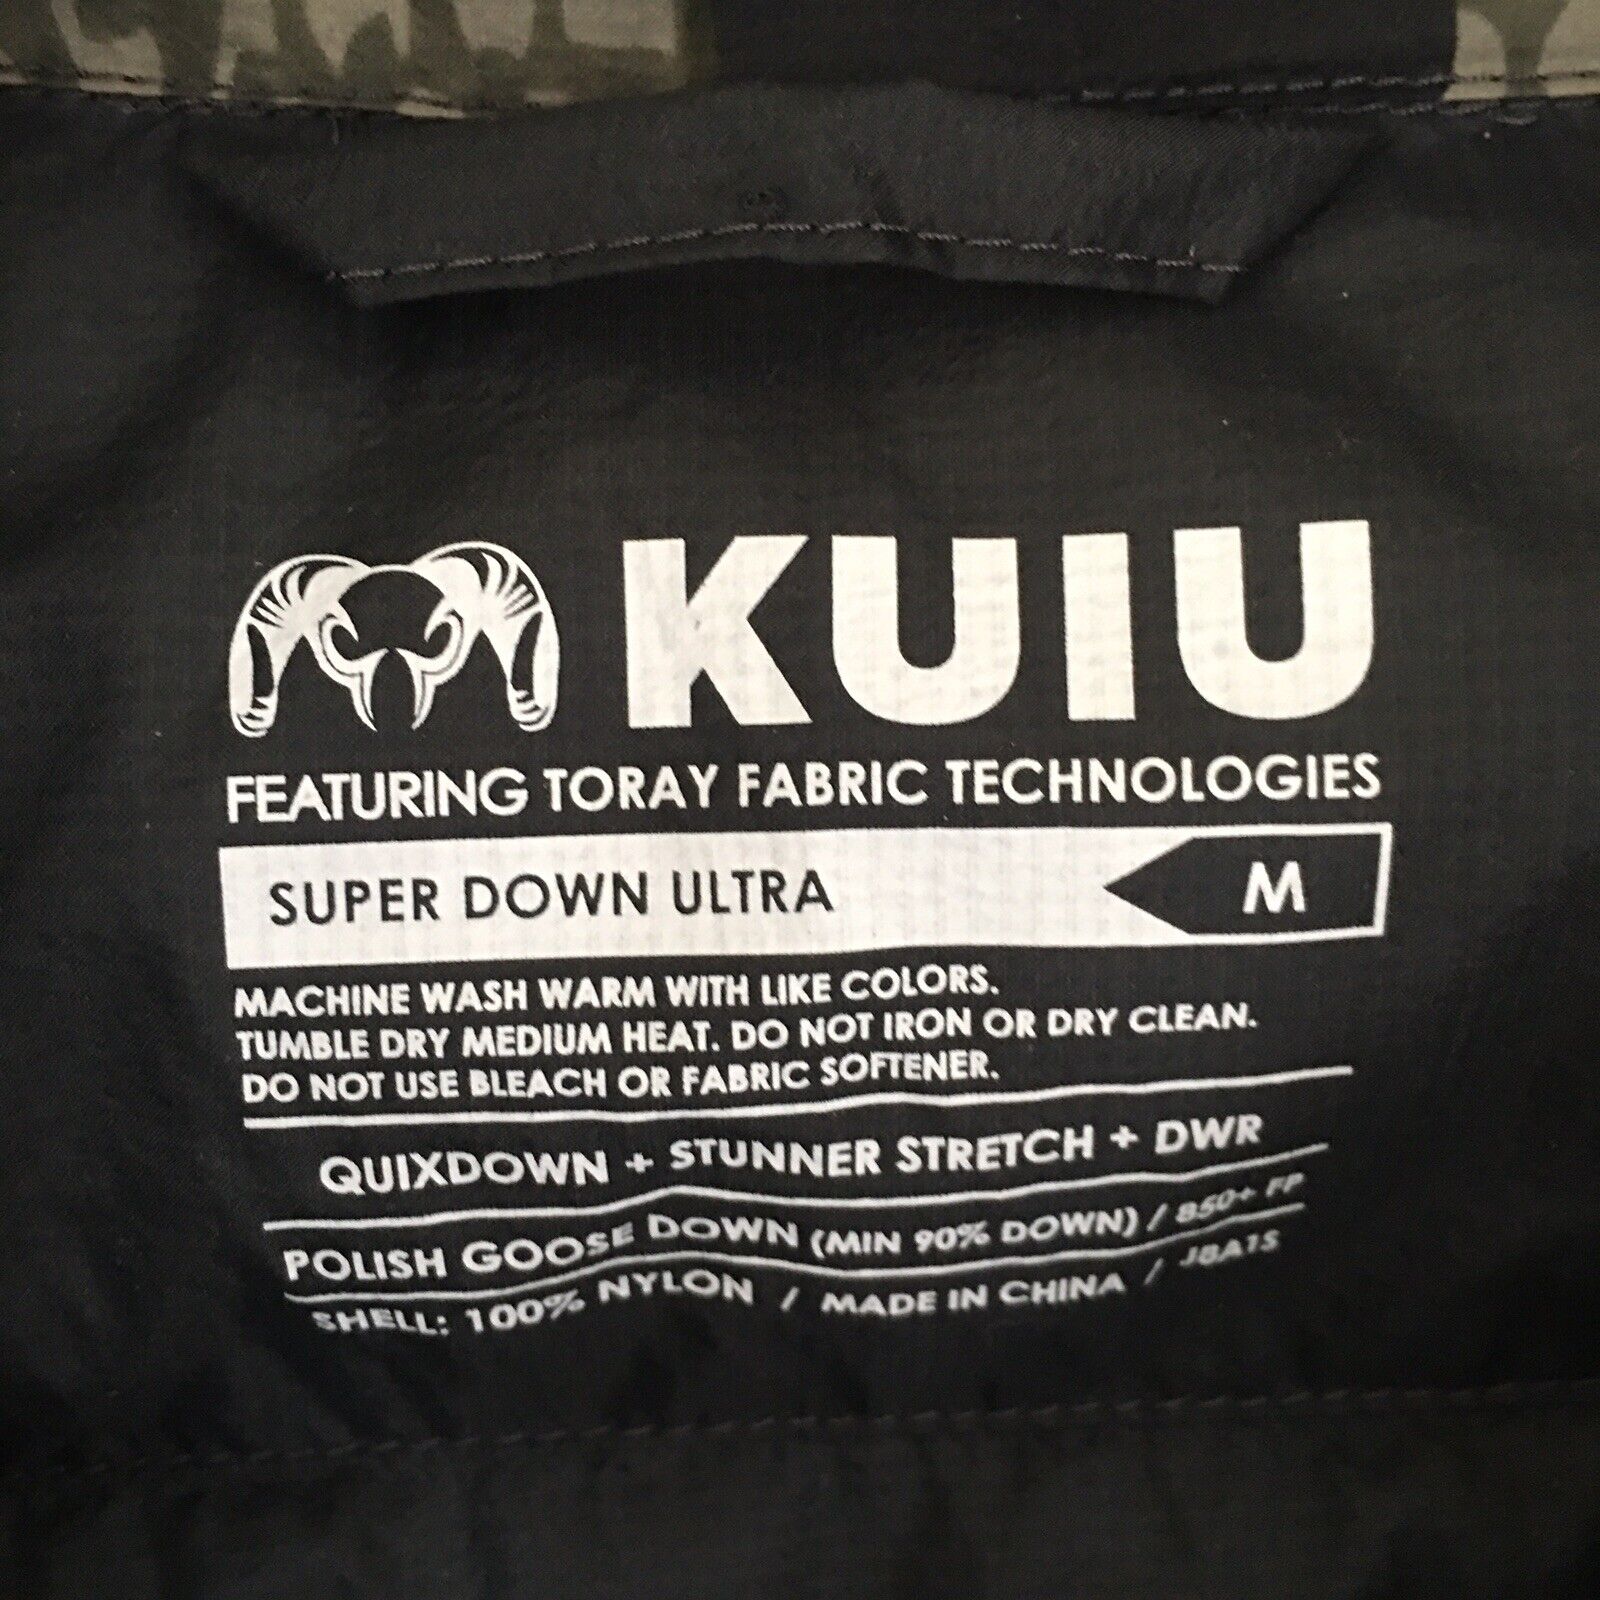 KUIU
FEATURING TORAY FABRIC TECHNOLOGIES
SUPER DOWN ULTRA M
MACHINE WASH WARM WITH LIKE COLORS.
TUMBLE DRY MEDIUM HEAT. DO NOT IRON OR DRY CLEAN.
DO NOT USE BLEACH OR FABRIC SOFTENER.
QUIXDOWN + STUNNER STRETCH + DWR
POLISH GOOSE DOWN (MIN 90% DOWN) / 850+ FP
SHELL: 100% NYLON / MADE IN CHINA / J8A1S